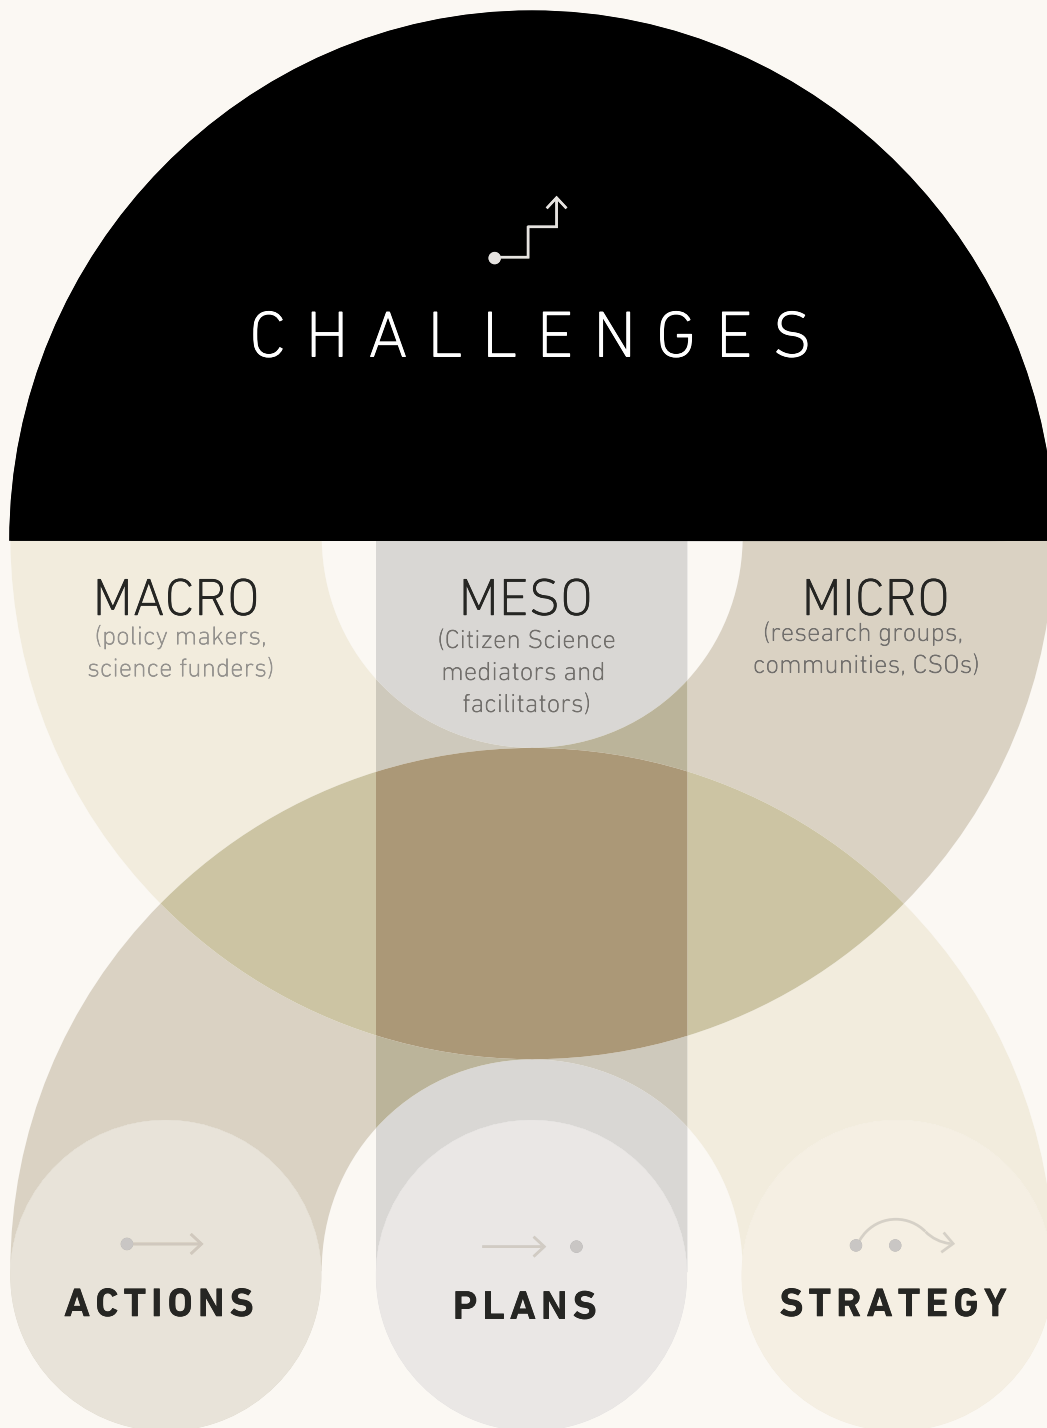 CHALLENGES
MACRO
(policy makers,
science funders)
MESO
(Citizen Science
mediators and
facilitators)
MICRO
(research groups,
communities, CSOs)
ACTIONS
PLANS
STRATEGY